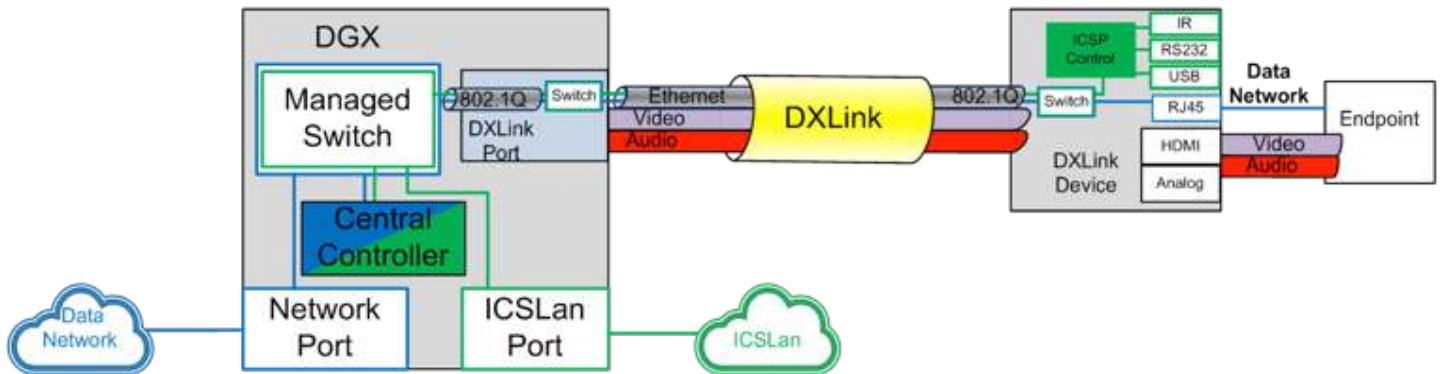 DGX
Managed
Switch
802.1Q
Switch
DXLink
Port
Ethernet
Video
Audio
DXLink
802.1Q
Switch
ICSP
Control
IR
RS232
USB
RJ45
HDMI
Analog
DXLink
Device
Data
Network
Video
Audio
Endpoint
Central
Controller
Network
Port
ICSLan
Port
Data
Network
ICSLan